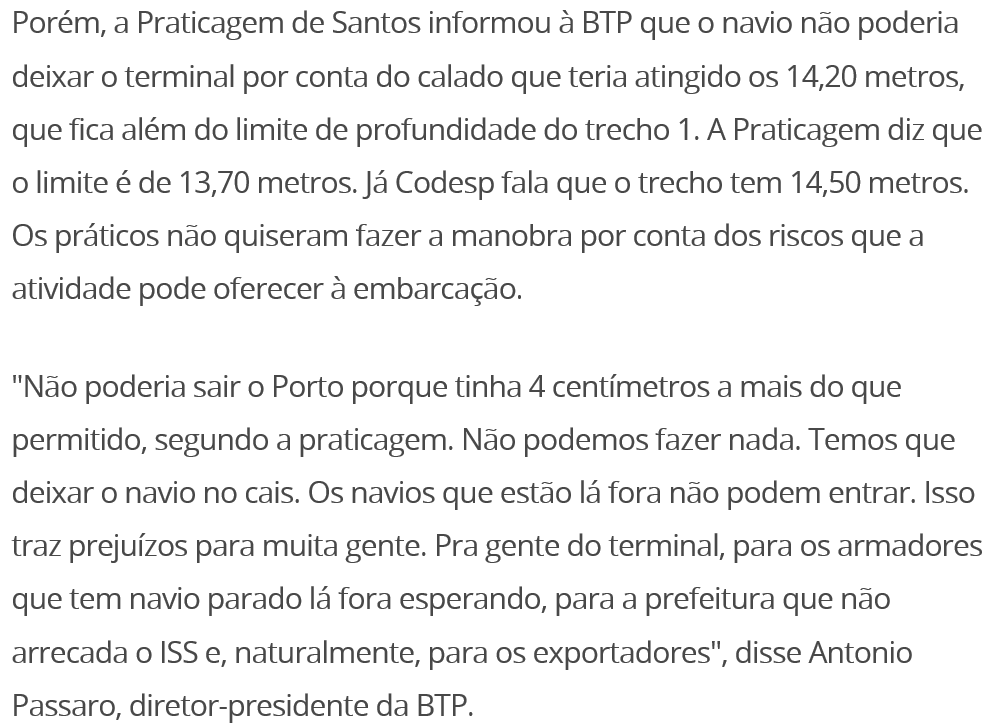 Porém, a Praticagem de Santos informou à BTP que o navio não poderia
deixar o terminal por conta do calado que teria atingido os 14,20 metros,
que fica além do limite de profundidade do trecho 1. A Praticagem diz que
o limite é de 13,70 metros. Já Codesp fala que o trecho tem 14,50 metros.
Os práticos não quiseram fazer a manobra por conta dos riscos que a
atividade pode oferecer à embarcação.
"Não poderia sair o Porto porque tinha 4 centímetros a mais do que
permitido, segundo a praticagem. Não podemos fazer nada. Temos que
deixar o navio no cais. Os navios que estão lá fora não podem entrar. Isso
traz prejuízos para muita gente. Pra gente do terminal, para os armadores
que tem navio parado lá fora esperando, para a prefeitura que não
arrecada o ISS e, naturalmente, para os exportadores", disse Antonio
Passaro, diretor-presidente da BTP.